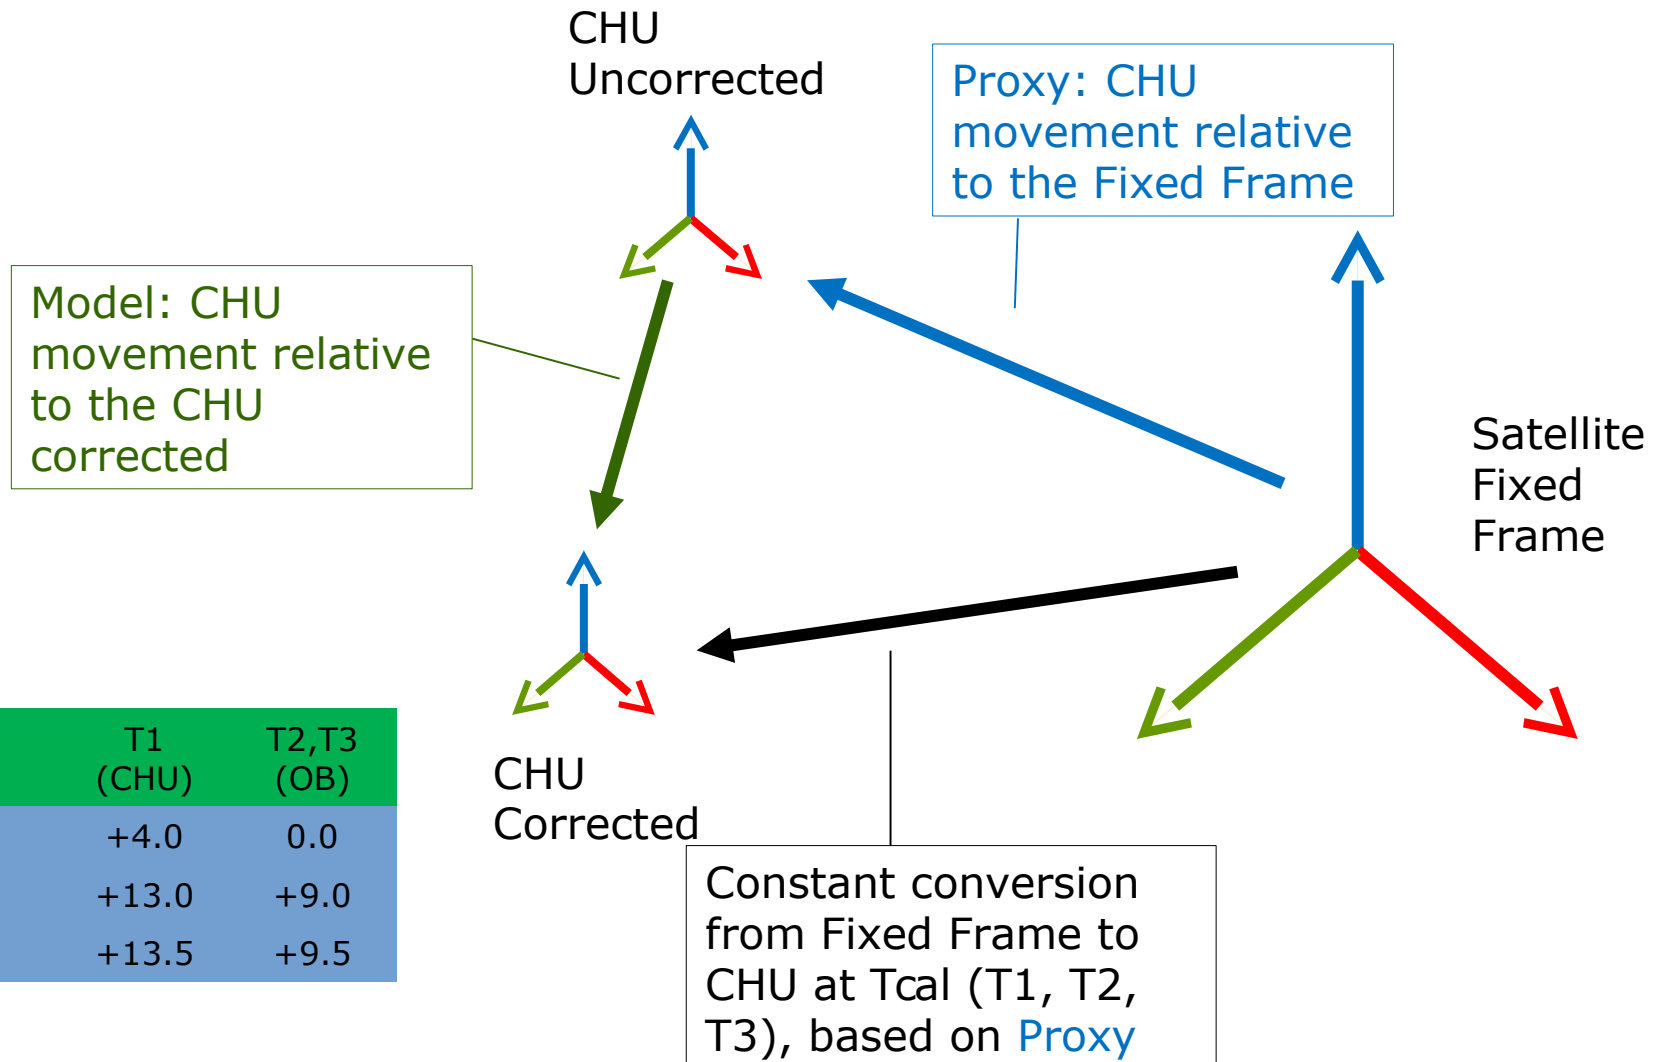 CHU
Uncorrected
Proxy: CHU
movement relative
to the Fixed Frame
Model: CHU
movement relative
to the CHU
corrected
Satellite
Fixed
Frame
T1 T2,T3
(CHU) (OB)
+4.0 0.0
+13.0 +9.0
+13.5 +9.5
CHU
Corrected
Constant conversion
from Fixed Frame to
CHU at Tcal (T1, T2,
T3), based on Proxy